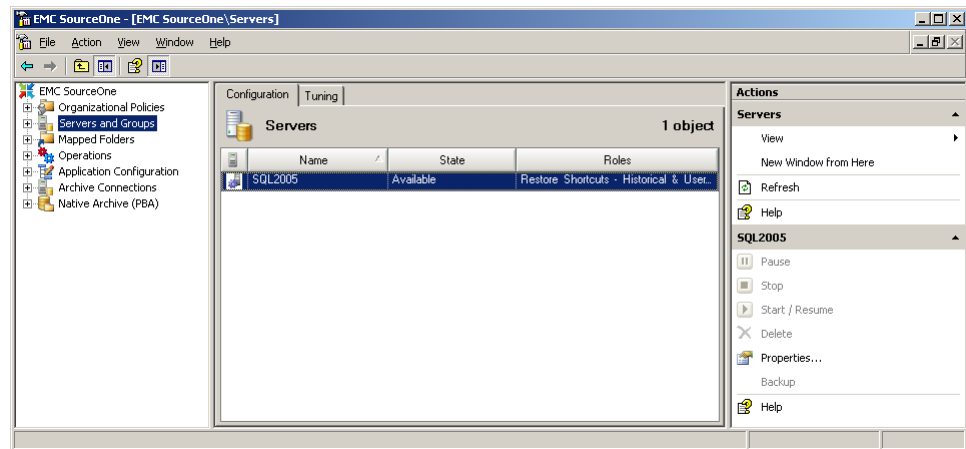 EMC SourceOne - [EMC SourceOne\Servers]
File Action View Window Help
EMC SourceOne
Organizational Policies
Servers and Groups
Mapped Folders
Operations
Application Configuration
Archive Connections
Native Archive (PBA)
Configuration Tuning
Servers 1 object
Name State Roles
SQL2005 Available Restore Shortcuts - Historical & User...
Actions
Servers
View
New Window from Here
Refresh
Help
SQL2005
Pause
Stop
Start / Resume
Delete
Properties...
Backup
Help